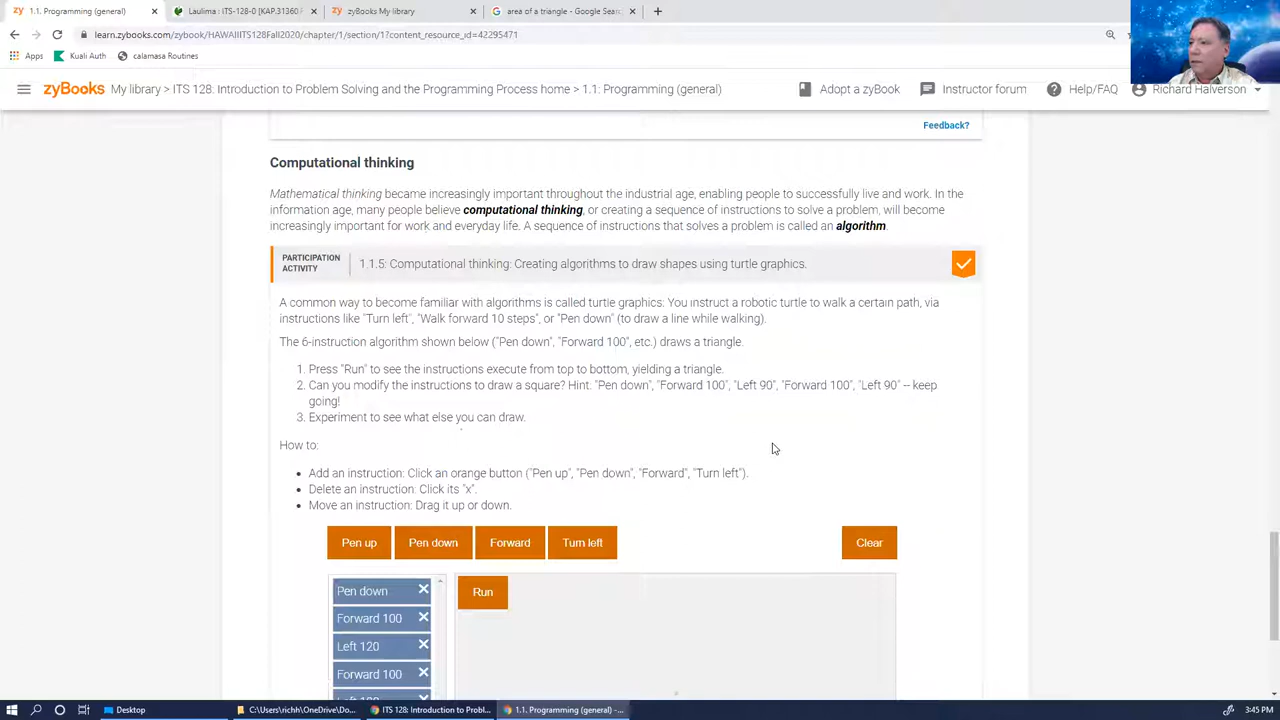 1.1. Programming (general)
Laulima : ITS-128-0 [KAP.31360
zyBooks My library
area of a triangle - Google Sear
learn.zybooks.com/zybook/HAWAIIITS128Fall2020/chapter/1/section/1?content_resource_id=42295471
Apps
Kuali Auth
calamasa Routines
zyBooks My library > ITS 128: Introduction to Problem Solving and the Programming Process home > 1.1: Programming (general)
Adopt a zyBook
Instructor forum
Help/FAQ
Richard Halverson
Feedback?
Computational thinking
Mathematical thinking became increasingly important throughout the industrial age, enabling people to successfully live and work. In the
information age, many people believe computational thinking, or creating a sequence of instructions to solve a problem, will become
increasingly important for work and everyday life. A sequence of instructions that solves a problem is called an algorithm.
PARTICIPATION
ACTIVITY
1.1.5: Computational thinking: Creating algorithms to draw shapes using turtle graphics.
A common way to become familiar with algorithms is called turtle graphics: You instruct a robotic turtle to walk a certain path, via
instructions like "Turn left", "Walk forward 10 steps", or "Pen down" (to draw a line while walking).
The 6-instruction algorithm shown below ("Pen down", "Forward 100", etc.) draws a triangle.
1. Press "Run" to see the instructions execute from top to bottom, yielding a triangle.
2. Can you modify the instructions to draw a square? Hint: "Pen down", "Forward 100", "Left 90", "Forward 100", "Left 90" -- keep
going!
3. Experiment to see what else you can draw.
How to:
• Add an instruction: Click an orange button ("Pen up", "Pen down", "Forward", "Turn left").
• Delete an instruction: Click its "x".
• Move an instruction: Drag it up or down.
Pen up
Pen down
Forward
Turn left
Clear
Pen down
Run
Forward 100
Left 120
Forward 100
Desktop
C:\Users\richh\OneDrive\Do...
ITS 128: Introduction to Probl...
1.1. Programming (general) -...
3:45 PM